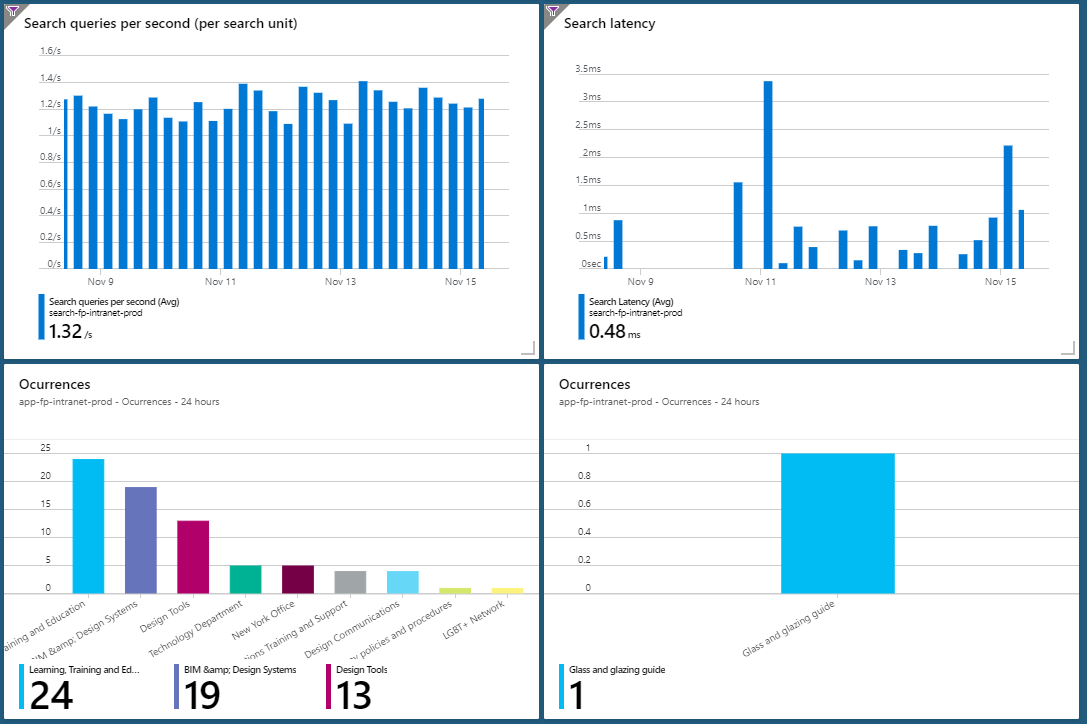 Search queries per second (per search unit)
1.6/s
1.4/s
1.2/s
1/s
0.8/s
0.6/s
0.4/s
0.2/s
0/s
Nov 9
Nov 11
Nov 13
Nov 15
Search queries per second (Avg)
search-fp-intranet-prod
1.32 /s
Search latency
3.5ms
3ms
2.5ms
2ms
1.5ms
1ms
0.5ms
0sec
Nov 9
Nov 11
Nov 13
Nov 15
Search Latency (Avg)
search-fp-intranet-prod
0.48 ms
Ocurrences
app-fp-intranet-prod - Ocurrences - 24 hours
25
20
15
10
5
0
aining and Education
IM &amp; Design Systems
Design Tools
Technology Department
New York Office
ions Training and Support
Design Communications
y policies and procedures
LGBT+ Network
Learning, Training and Ed...
24
BIM &amp; Design Systems
19
Design Tools
13
Ocurrences
app-fp-intranet-prod - Ocurrences - 24 hours
1
0.8
0.6
0.4
0.2
0
Glass and glazing guide
Glass and glazing guide
1